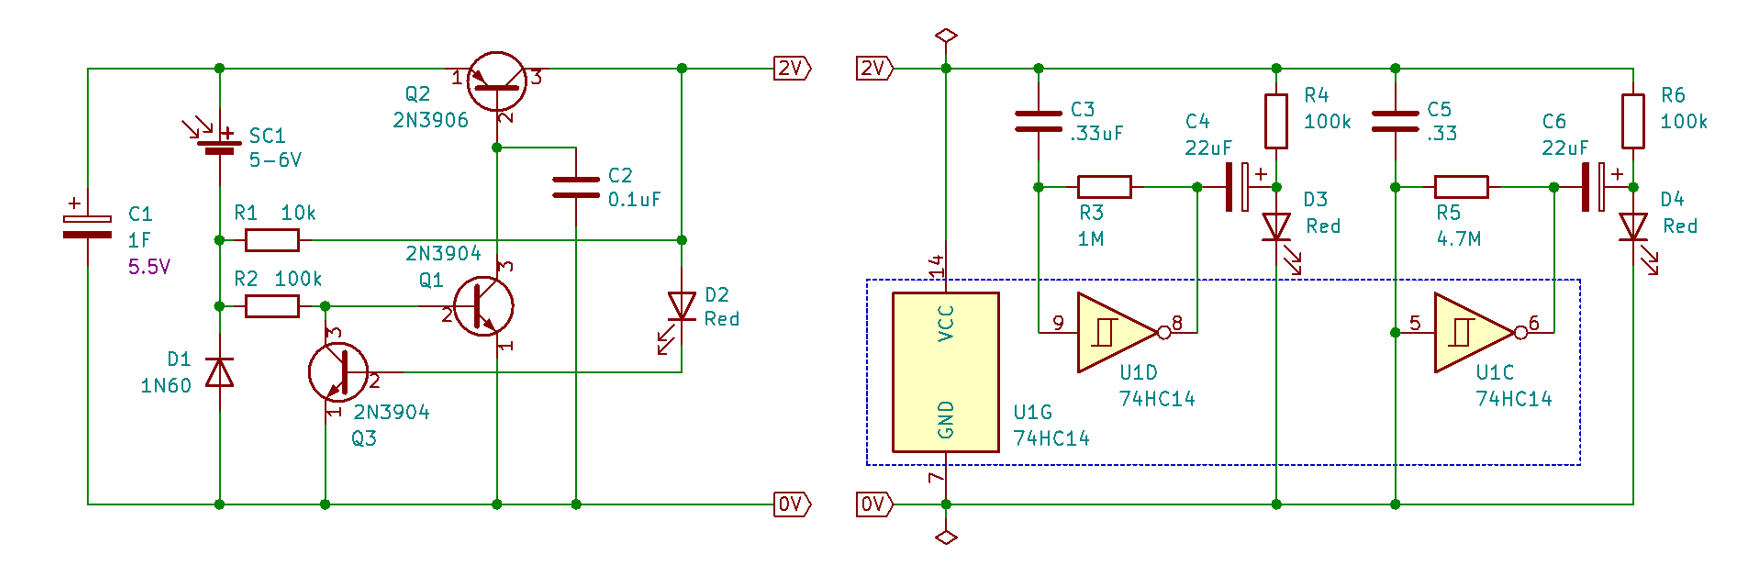 1
Q2
2N3906
2
3
2V
SC1
5-6V
+
+
C1
1F
5.5V
R1 10k
R2 100k
C2
0.1uF
2N3904
Q1
3
2
1
D2
Red
D1
1N60
3
2
1
2N3904
Q3
0V
2V
C3
.33uF
C4
22uF
+
R4
100k
C5
.33
C6
22uF
+
R6
100k
R3
1M
D3
Red
R5
4.7M
D4
Red
14
VCC
GND
7
U1G
74HC14
9
8
U1D
74HC14
5
6
U1C
74HC14
0V